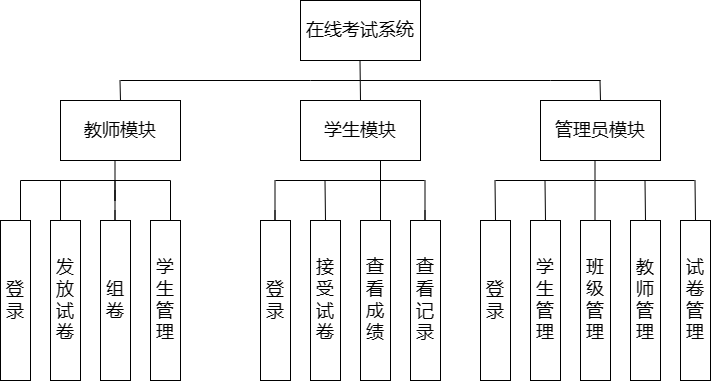 在线考试系统
教师模块
学生模块
管理员模块
登录
发放试卷
组卷
学生管理
登录
接受试卷
查看成绩
查看记录
登录
学生管理
班级管理
教师管理
试卷管理